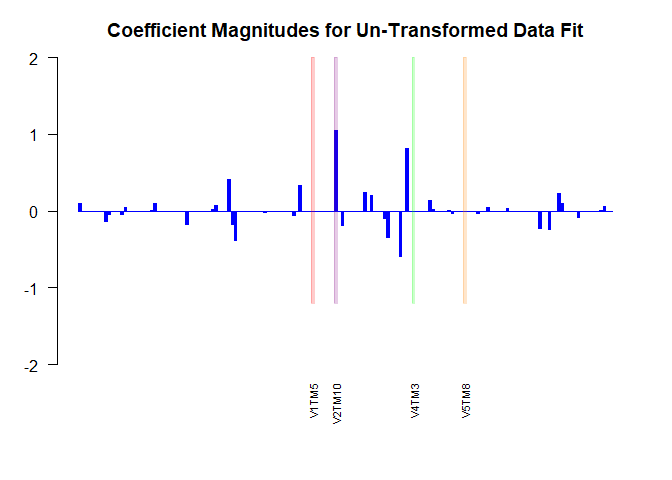 Coefficient Magnitudes for Un-Transformed Data Fit
2
1
0
-1
-2
V1TM5
V2TM10
V4TM3
V5TM8